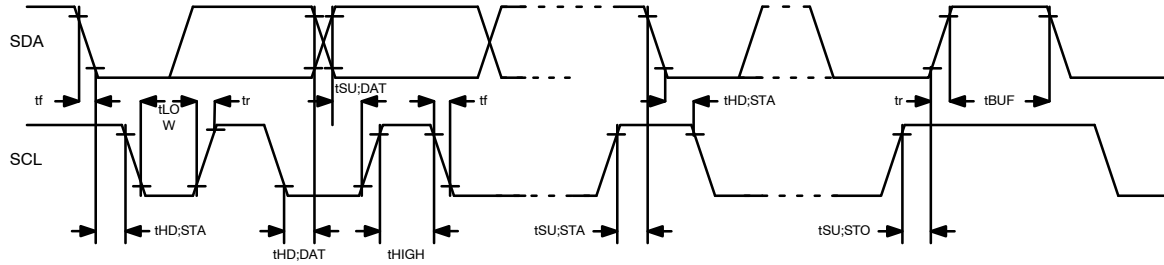 SDA
tf
tLO
W
tr
tSU;DAT
tf
tHD;STA
tr
tBUF
SCL
tHD;STA
tHD;DAT
tHIGH
tSU;STA
tSU;STO